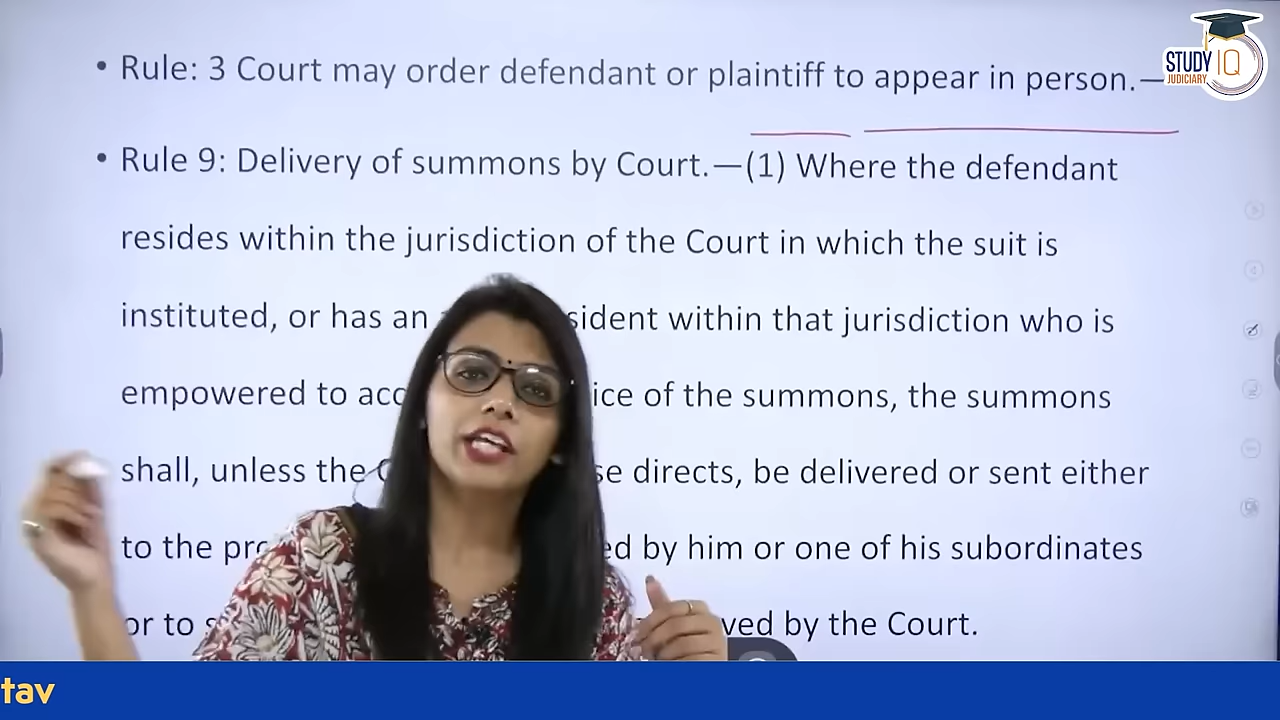 • Rule: 3 Court may order defendant or plaintiff to appear in person.—
• Rule 9: Delivery of summons by Court.—(1) Where the defendant
resides within the jurisdiction of the Court in which the suit is
instituted, or has an sident within that jurisdiction who is
empowered to acc ice of the summons, the summons
shall, unless the se directs, be delivered or sent either
to the pr ed by him or one of his subordinates
or to s ved by the Court.
STUDY IQ
JUDICIARY
tav